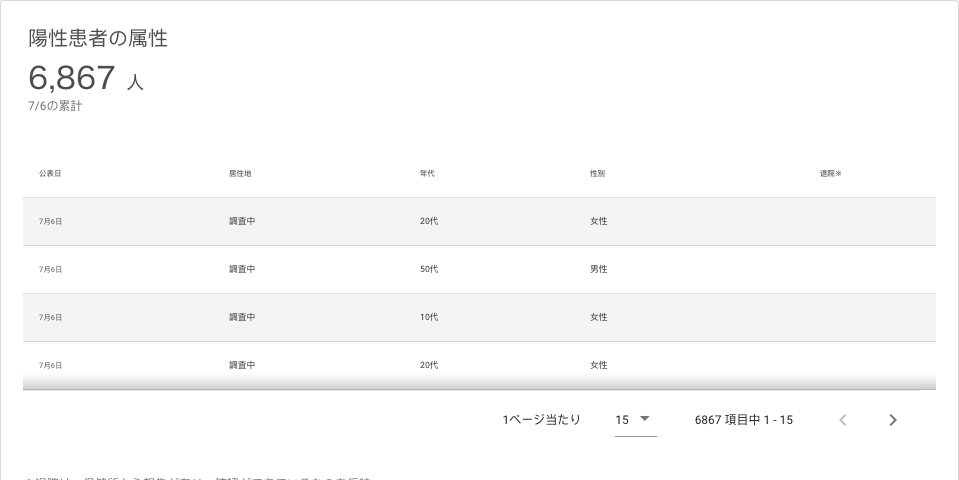 陽性患者の属性
6,867 人
7/6の累計
公表日 居住地 年代 性別 退院※
7月6日 調査中 20代 女性
7月6日 調査中 50代 男性
7月6日 調査中 10代 女性
7月6日 調査中 20代 女性
1ページ当たり 15 6867 項目中 1 - 15